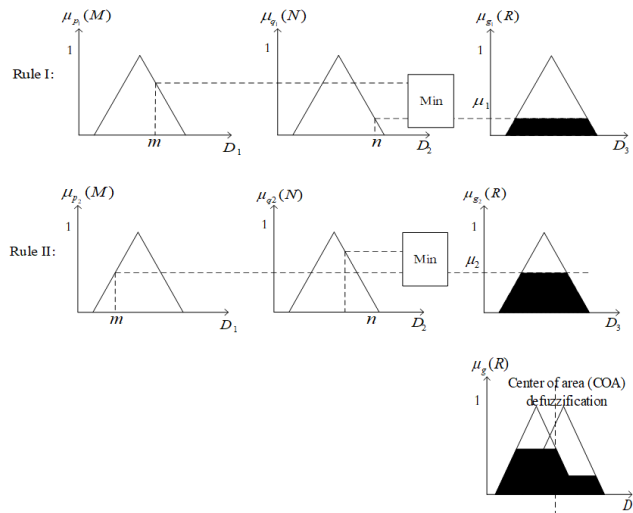 μp₁(M) μq₁(N) μg₁(R)
1 1 1
Rule I:
Min
μ₁
m D₁ n D₂ D₃
μp₂(M) μq2(N) μg₂(R)
1 1 1
Rule II:
Min
μ₂
m D₁ n D₂ D₃
μg(R)
Center of area (COA)
1 defuzzification
D